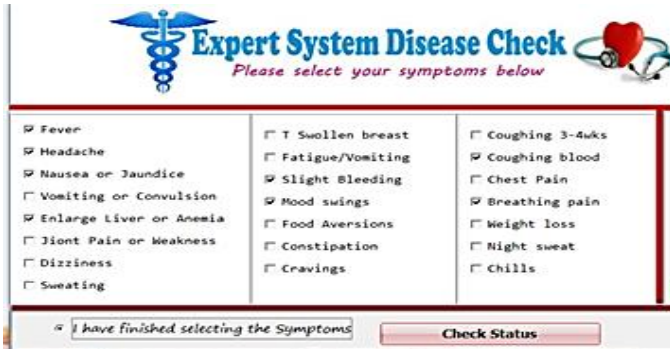 Expert System Disease Check
Please select your symptoms below
Fever
Headache
Nausea or Jaundice
Vomiting or Convulsion
Enlarge Liver or Anemia
Jiont Pain or Weakness
Dizziness
Sweating
T Swollen breast
Fatigue/Vomiting
Slight Bleeding
Mood swings
Food Aversions
Constipation
Cravings
Coughing 3-4wks
Coughing blood
Chest Pain
Breathing pain
Weight loss
Night sweat
Chills
I have finished selecting the Symptoms
Check Status